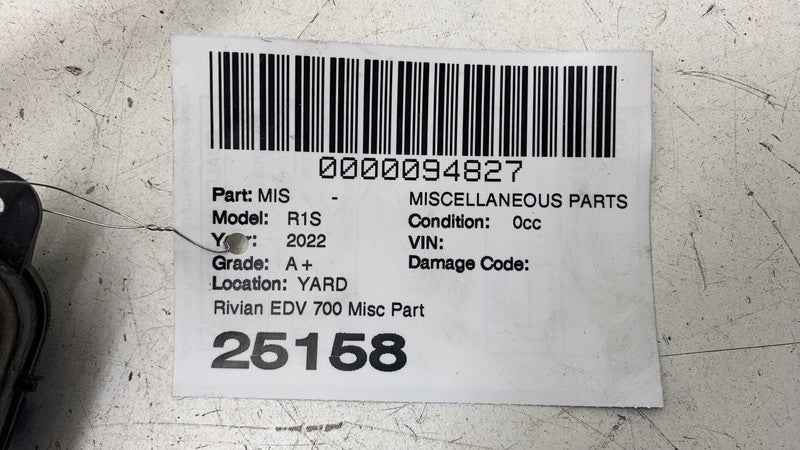 0000094827
Part: MIS - MISCELLANEOUS PARTS
Model: R1S Condition: 0cc
Year: 2022 VIN:
Grade: A+ Damage Code:
Location: YARD
Rivian EDV 700 Misc Part
25158